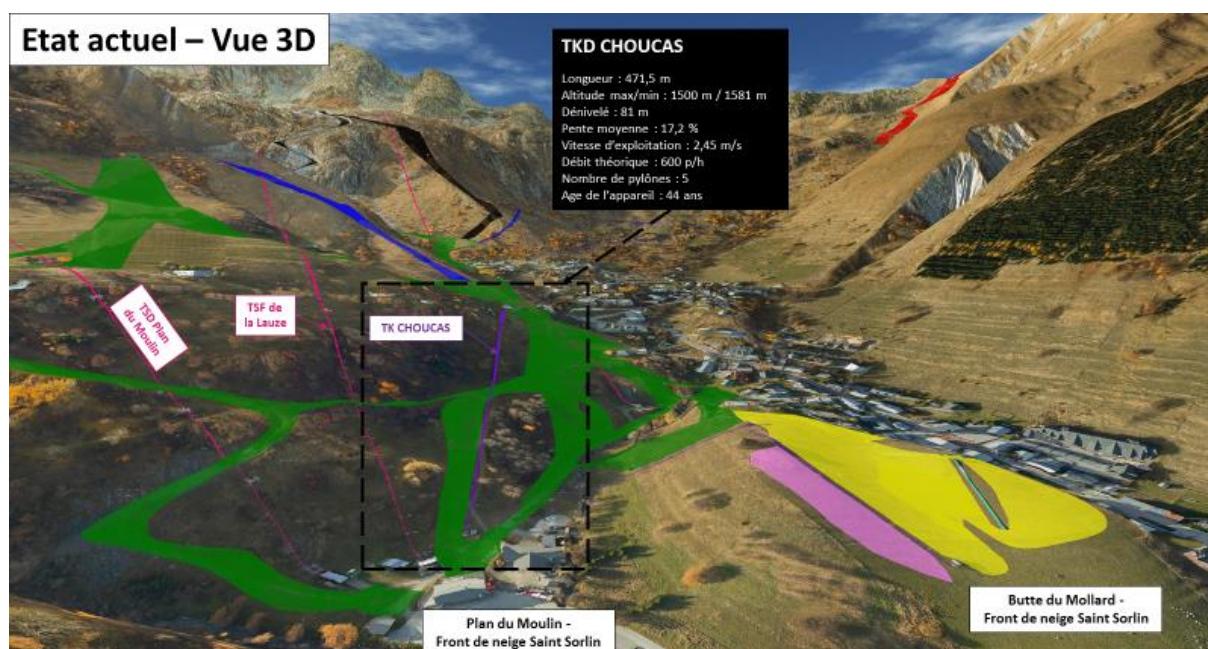 Etat actuel – Vue 3D
TKD CHOUCAS
Longueur : 471,5 m
Altitude max/min : 1500 m / 1581 m
Dénivelé : 81 m
Pente moyenne : 17,2 %
Vitesse d'exploitation : 2,45 m/s
Débit théorique : 600 p/h
Nombre de pylônes : 5
Age de l'appareil : 44 ans
TSD Plan
du Moulin
TSF de
la Lauze
TK CHOUCAS
Plan du Moulin -
Front de neige Saint Sorlin
Butte du Mollard -
Front de neige Saint Sorlin